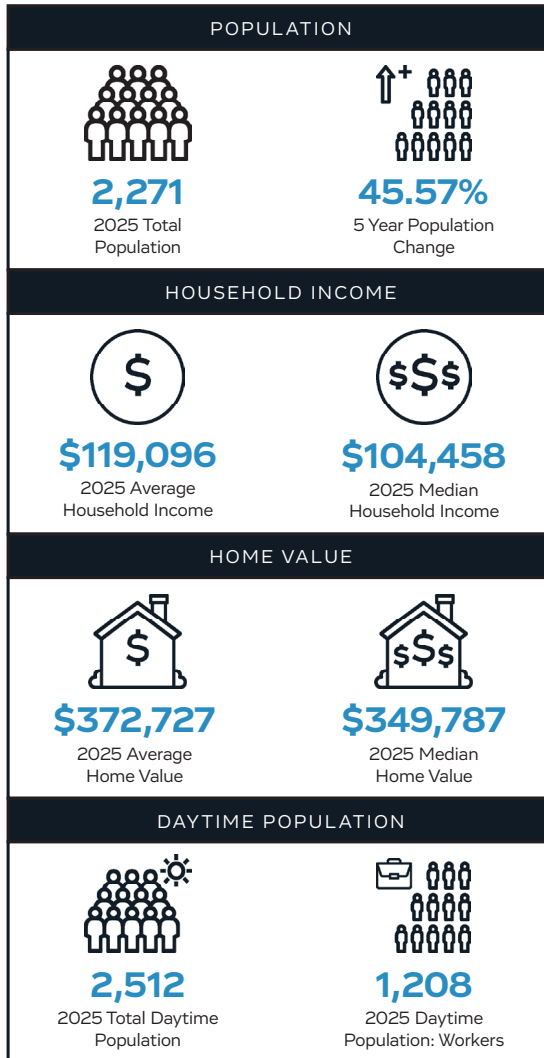 POPULATION
2,271
2025 Total
Population
45.57%
5 Year Population
Change
HOUSEHOLD INCOME
$
$119,096
2025 Average
Household Income
$$$
$104,458
2025 Median
Household Income
HOME VALUE
$
$372,727
2025 Average
Home Value
$$$
$349,787
2025 Median
Home Value
DAYTIME POPULATION
2,512
2025 Total Daytime
Population
1,208
2025 Daytime
Population: Workers